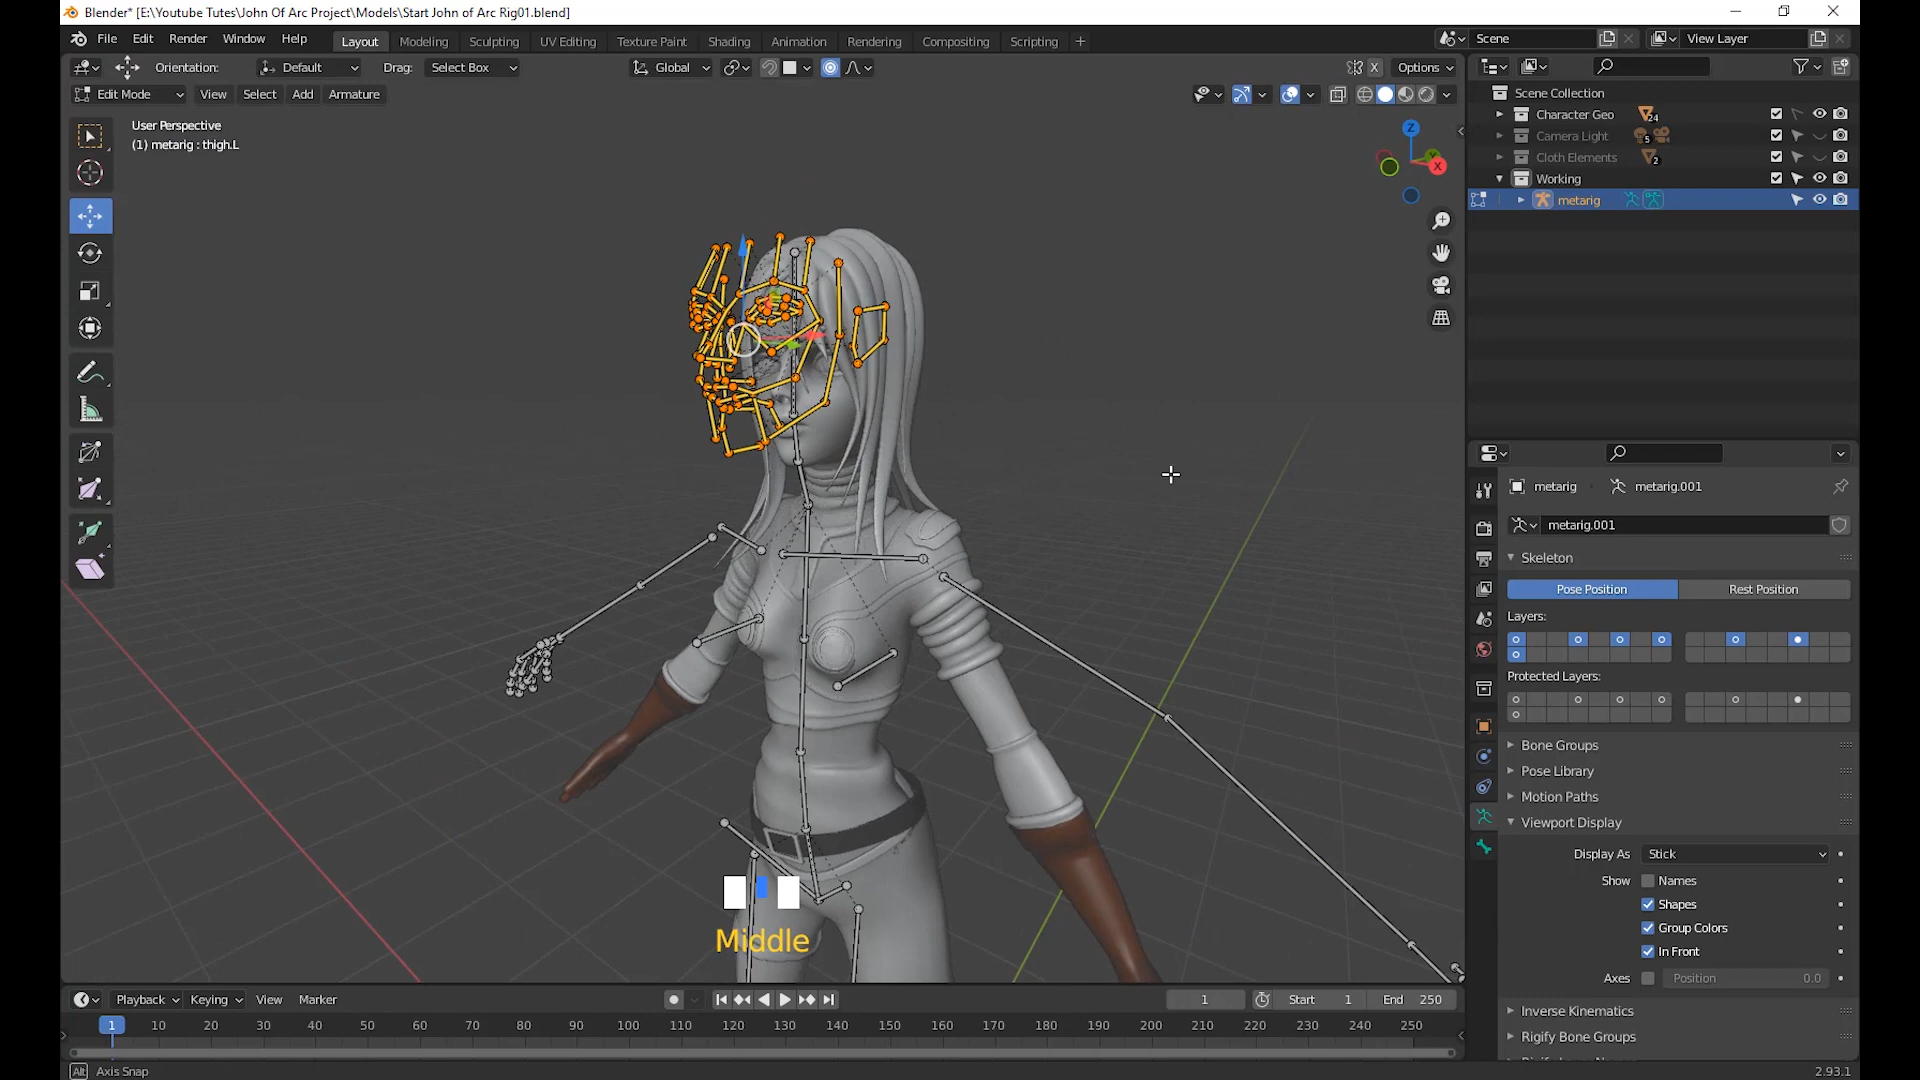 Blender* [E:\Youtube Tutes\John Of Arc Project\Models\Start John of Arc Rig01.blend]
File Edit Render Window Help Layout Modeling Sculpting UV Editing Texture Paint Shading Animation Rendering Compositing Scripting + Scene View Layer
Orientation: Default Drag: Select Box Global X Options
Edit Mode View Select Add Armature
User Perspective
(1) metarig : thigh.L
Z
X
Scene Collection
Character Geo 24
Camera Light 5
Cloth Elements 2
Working
metarig
metarig metarig.001
metarig.001
Skeleton
Pose Position Rest Position
Layers:
Protected Layers:
Bone Groups
Pose Library
Motion Paths
Viewport Display
Display As Stick
Show Names
Shapes
Group Colors
In Front
Axes Position 0.0
Inverse Kinematics
Rigify Bone Groups
Middle
Playback Keying View Marker 1 Start 1 End 250
1 10 20 30 40 50 60 70 80 90 100 110 120 130 140 150 160 170 180 190 200 210 220 230 240 250
Alt Axis Snap 2.93.1